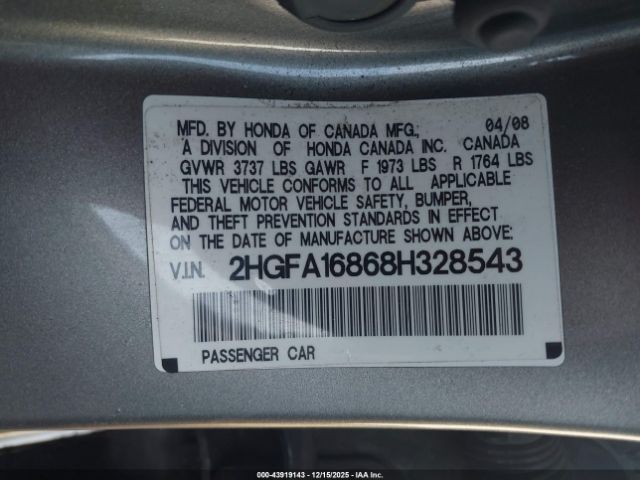 MFD. BY HONDA OF CANADA MFG.; 04/08
A DIVISION OF HONDA CANADA INC. CANADA
GVWR 3737 LBS GAWR F 1973 LBS R 1764 LBS
THIS VEHICLE CONFORMS TO ALL APPLICABLE
FEDERAL MOTOR VEHICLE SAFETY, BUMPER,
AND THEFT PREVENTION STANDARDS IN EFFECT
ON THE DATE OF MANUFACTURE SHOWN ABOVE:
V.I.N. 2HGFA16868H328543
PASSENGER CAR
000-43919143 - 12/15/2025 - IAA Inc.